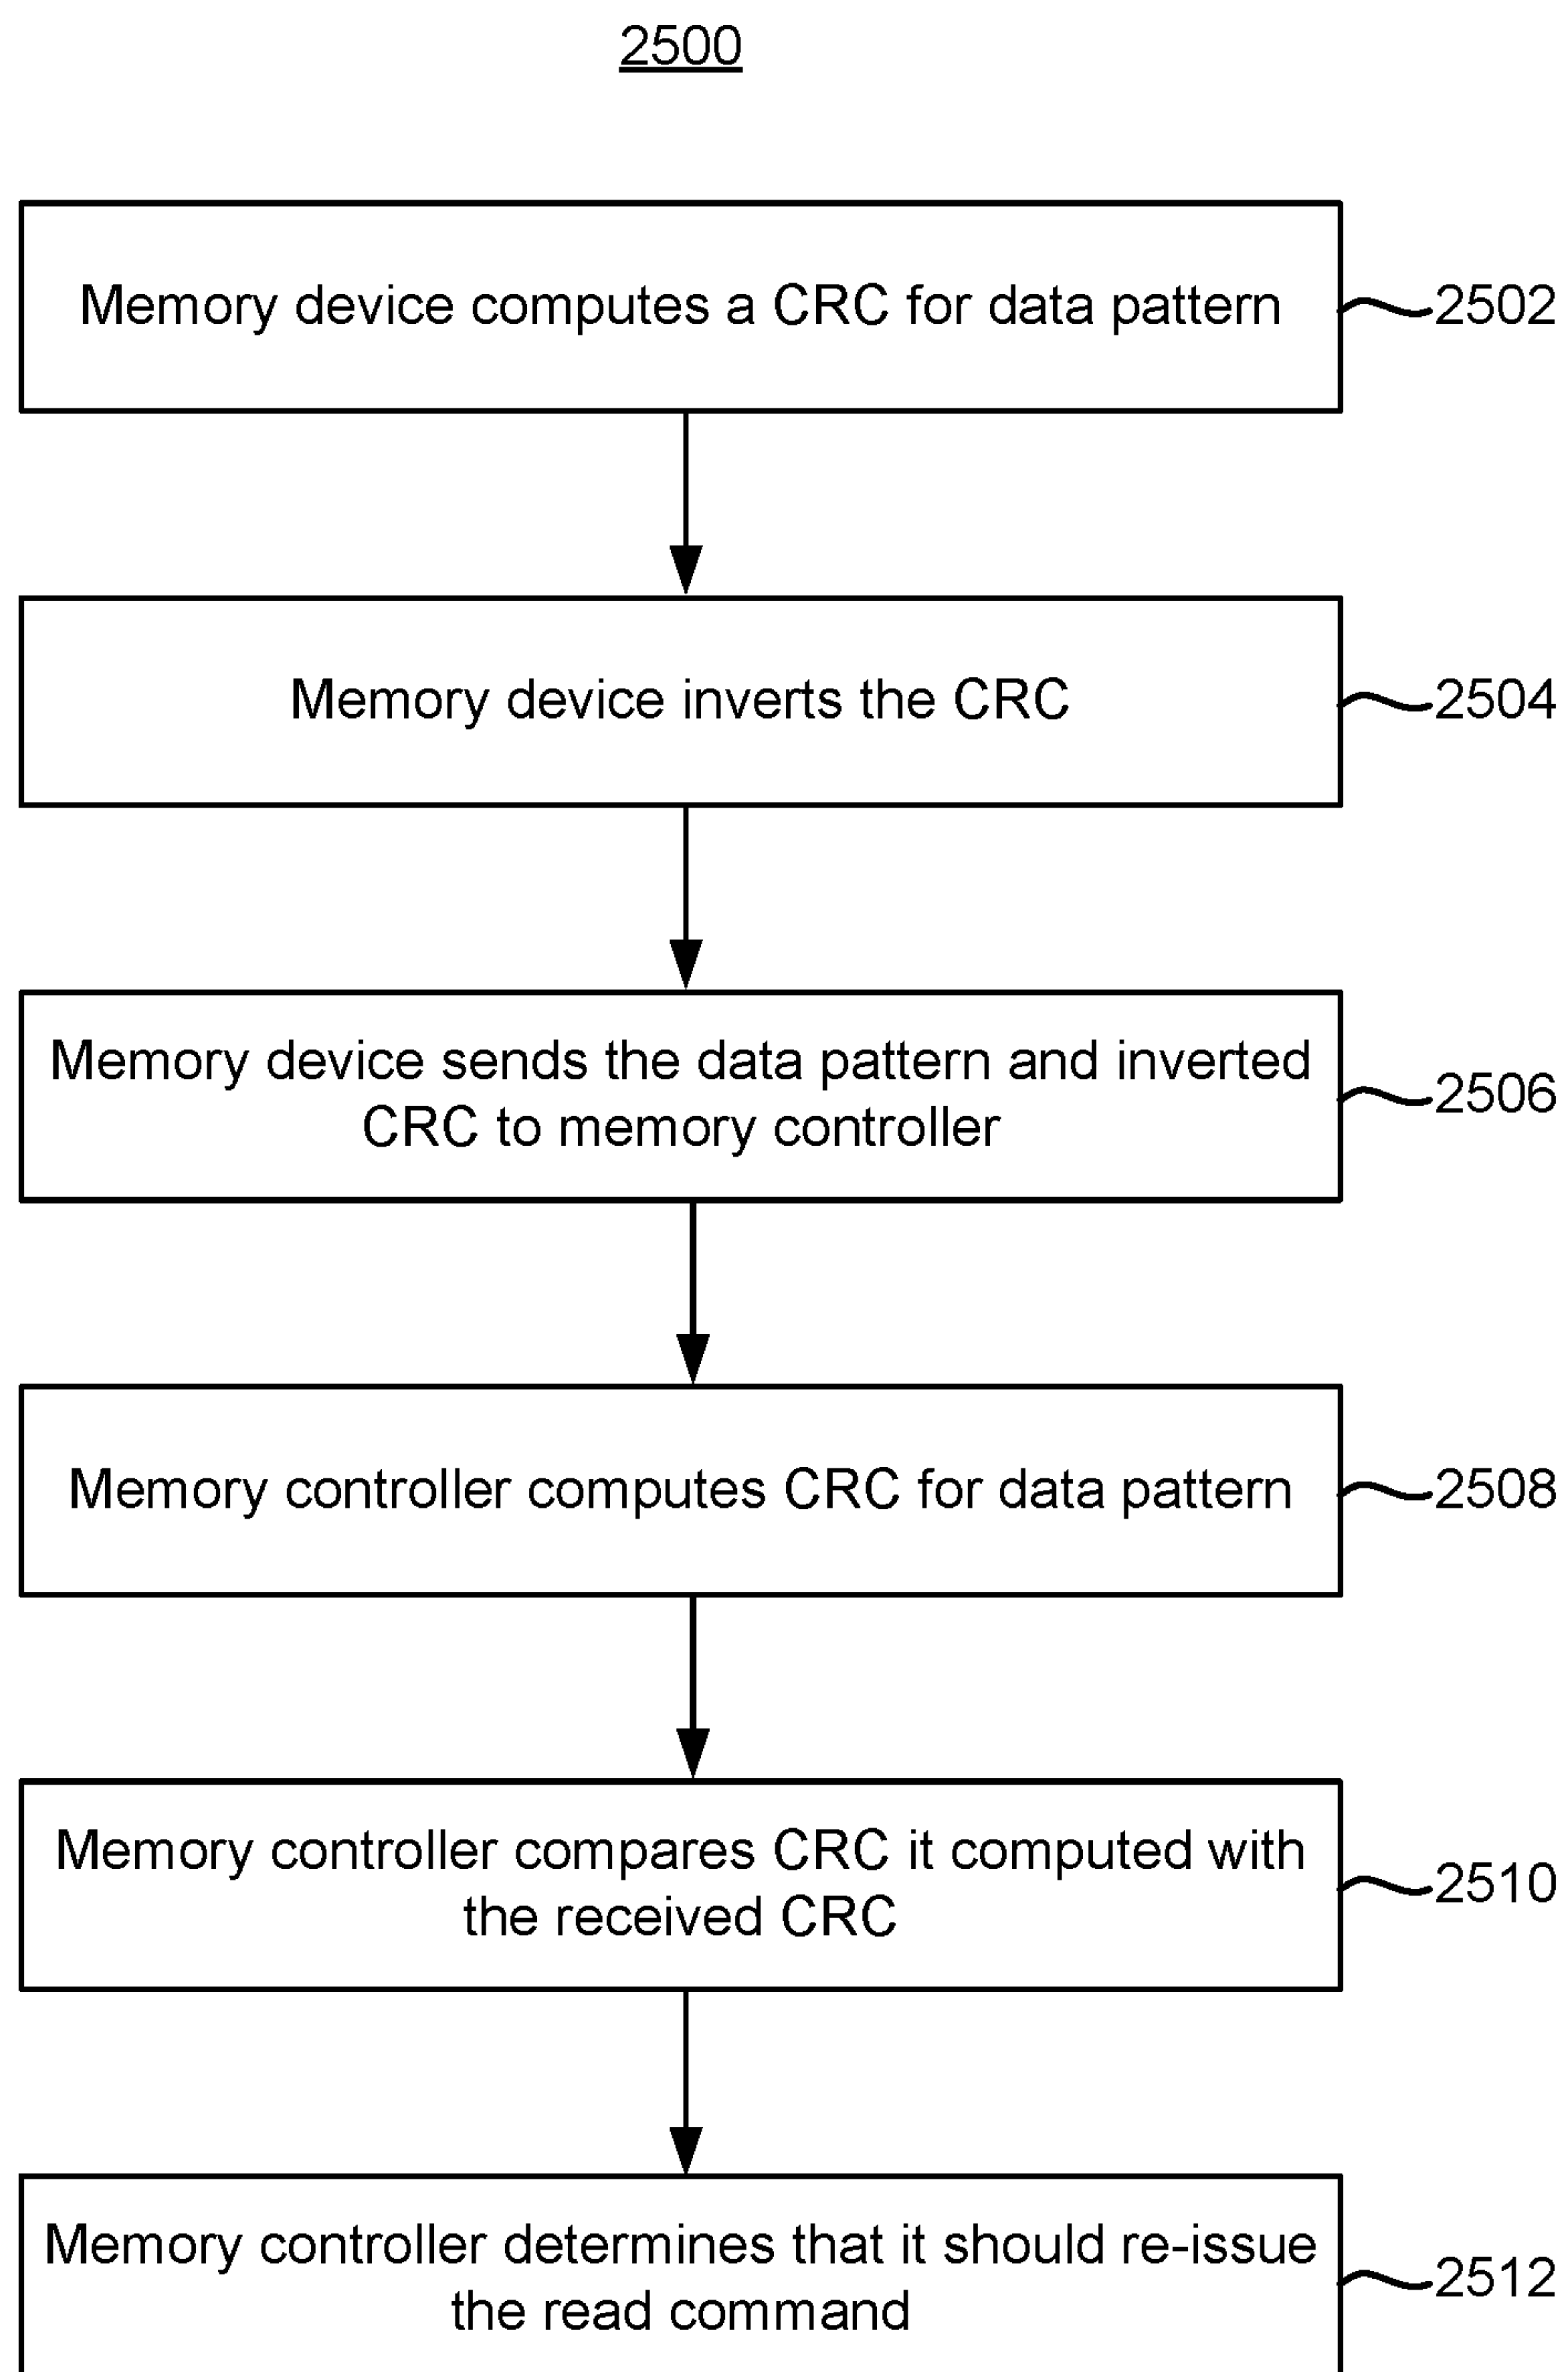 2500
Memory device computes a CRC for data pattern
2502
Memory device inverts the CRC
2504
Memory device sends the data pattern and inverted
CRC to memory controller
2506
Memory controller computes CRC for data pattern
2508
Memory controller compares CRC it computed with
the received CRC
2510
Memory controller determines that it should re-issue
the read command
2512